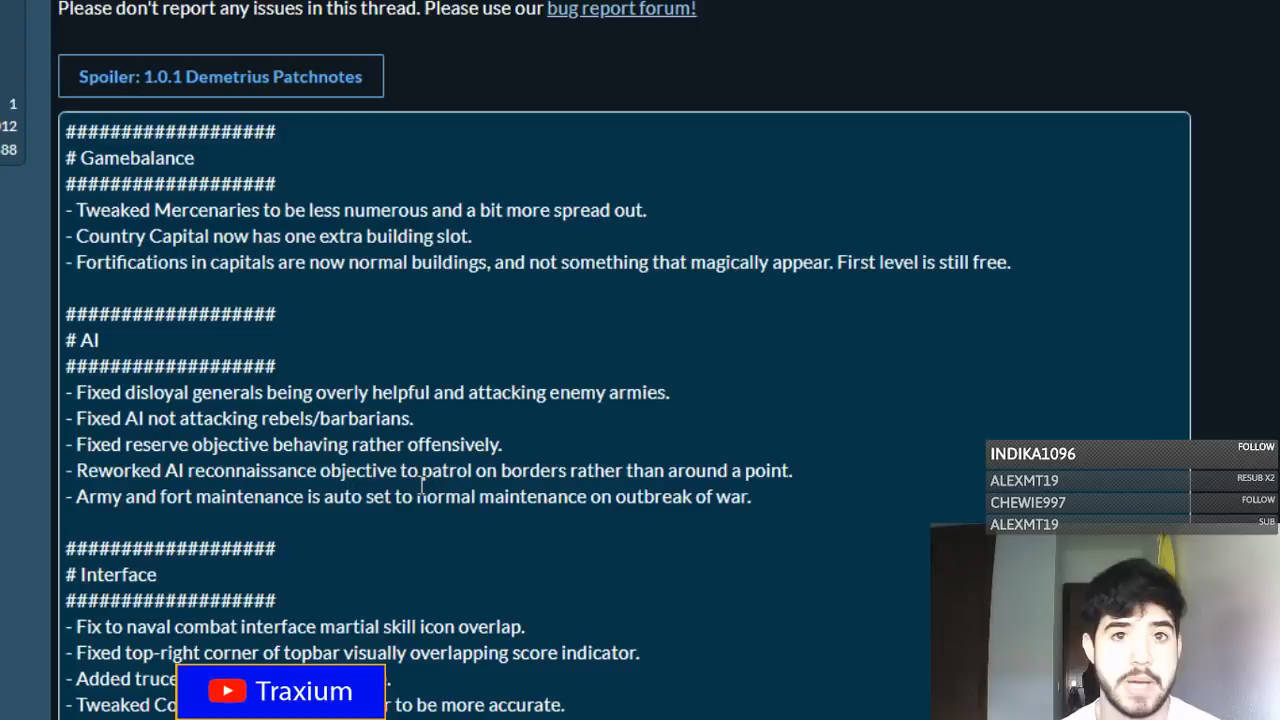 Please don't report any issues in this thread. Please use our bug report forum!
Spoiler: 1.0.1 Demetrius Patchnotes
1
12
88
###################
# Gamebalance
###################
- Tweaked Mercenaries to be less numerous and a bit more spread out.
- Country Capital now has one extra building slot.
- Fortifications in capitals are now normal buildings, and not something that magically appear. First level is still free.
###################
# AI
###################
- Fixed disloyal generals being overly helpful and attacking enemy armies.
- Fixed AI not attacking rebels/barbarians.
- Fixed reserve objective behaving rather offensively.
- Reworked AI reconnaissance objective to patrol on borders rather than around a point.
- Army and fort maintenance is auto set to normal maintenance on outbreak of war.
###################
# Interface
###################
- Fix to naval combat interface martial skill icon overlap.
- Fixed top-right corner of topbar visually overlapping score indicator.
- Added truce
- Tweaked to be more accurate.
INDIKA1096 FOLLOW
ALEXMT19 RESUB X2
CHEWIE997 FOLLOW
ALEXMT19 SUB
Traxium